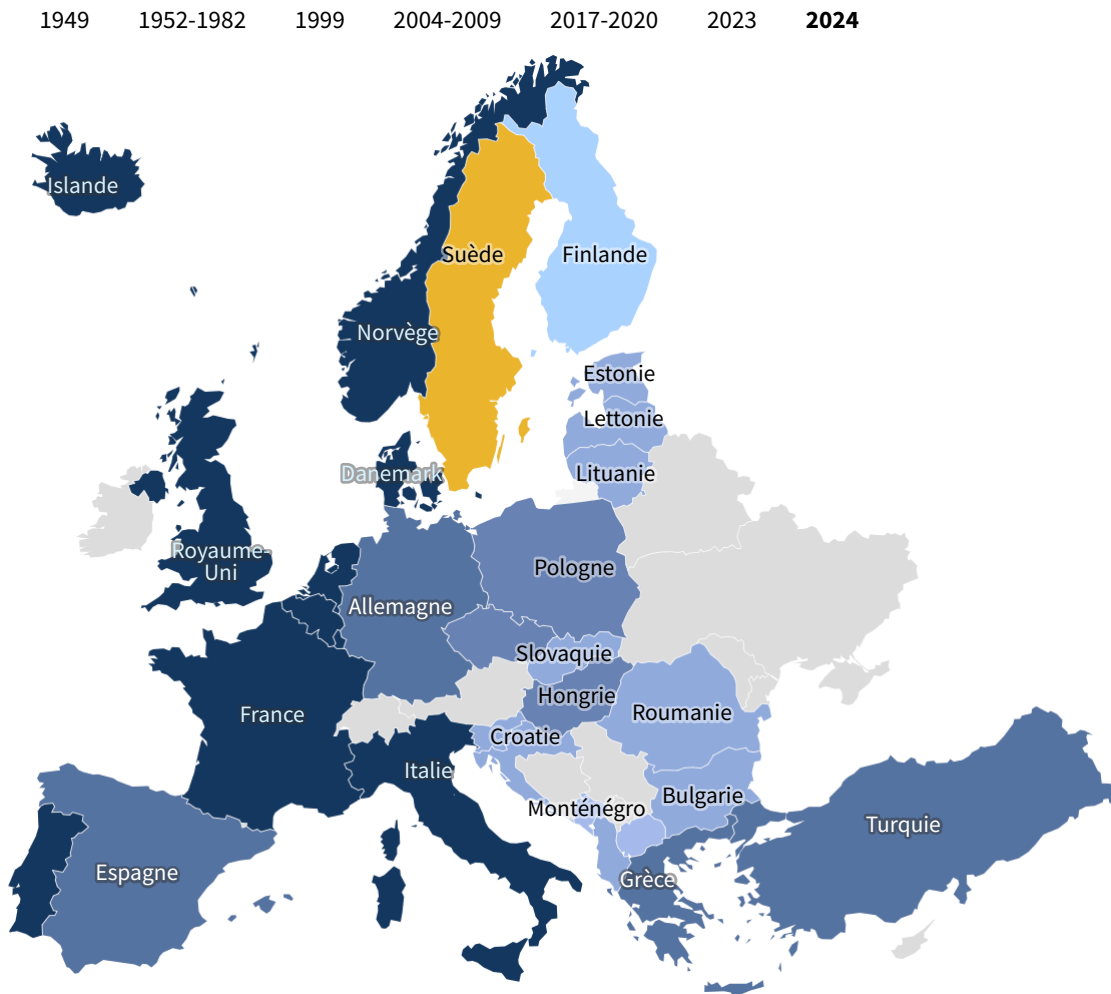 1949 1952-1982 1999 2004-2009 2017-2020 2023 2024
Islande
Suède
Finlande
Norvège
Estonie
Lettonie
Danemark
Lituanie
Royaume-
Uni
Pologne
Allemagne
Slovaquie
Hongrie
France
Roumanie
Croatie
Italie
Bulgarie
Monténégro
Turquie
Espagne
Grèce